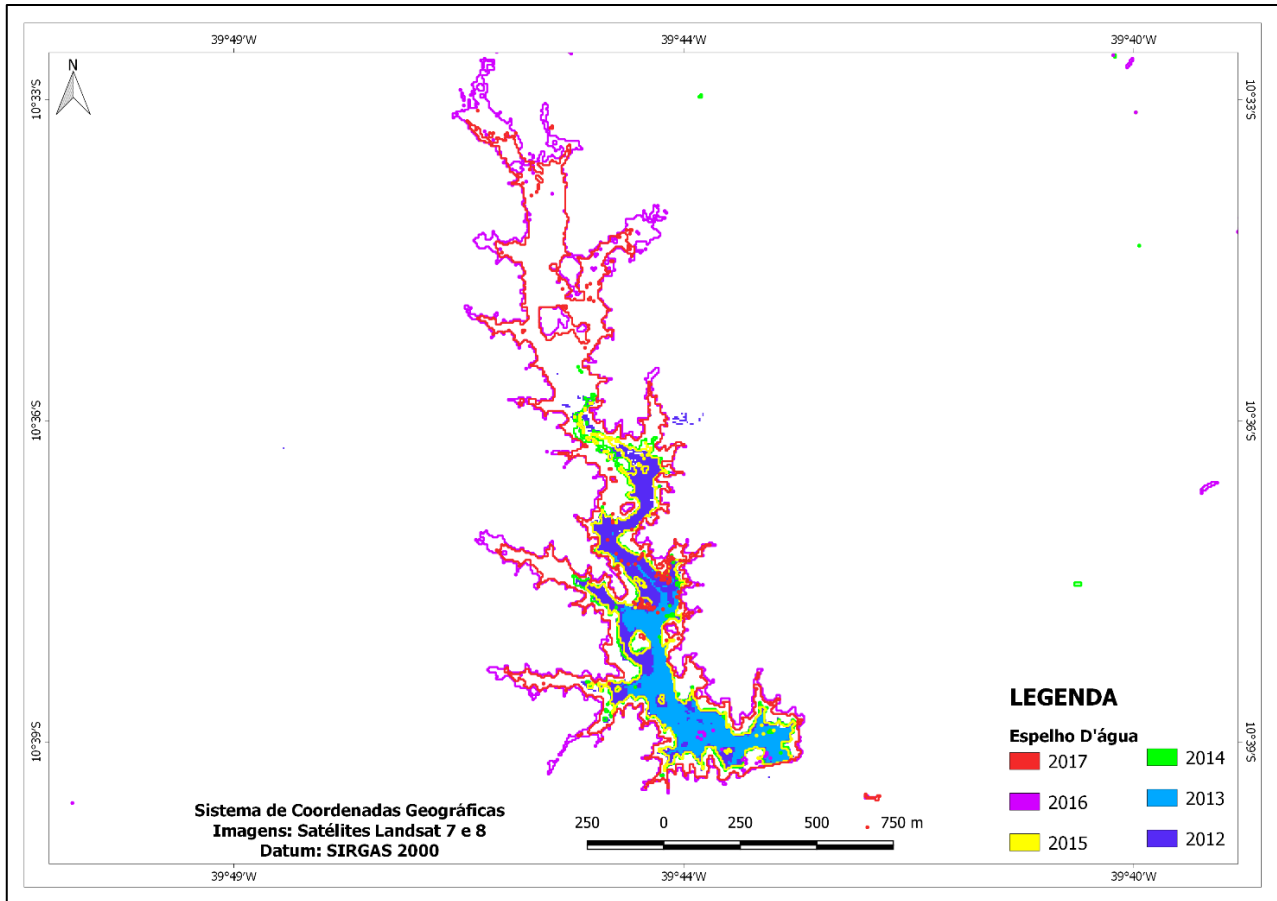 39°49'W 39°44'W 39°40'W
N
10°33'S 10°33'S
10°36'S 10°36'S
10°39'S 10°39'S
LEGENDA
Espelho D'água
2017 2014
2016 2013
2015 2012
Sistema de Coordenadas Geográficas
Imagens: Satélites Landsat 7 e 8
Datum: SIRGAS 2000
250 0 250 500 750 m
39°49'W 39°44'W 39°40'W